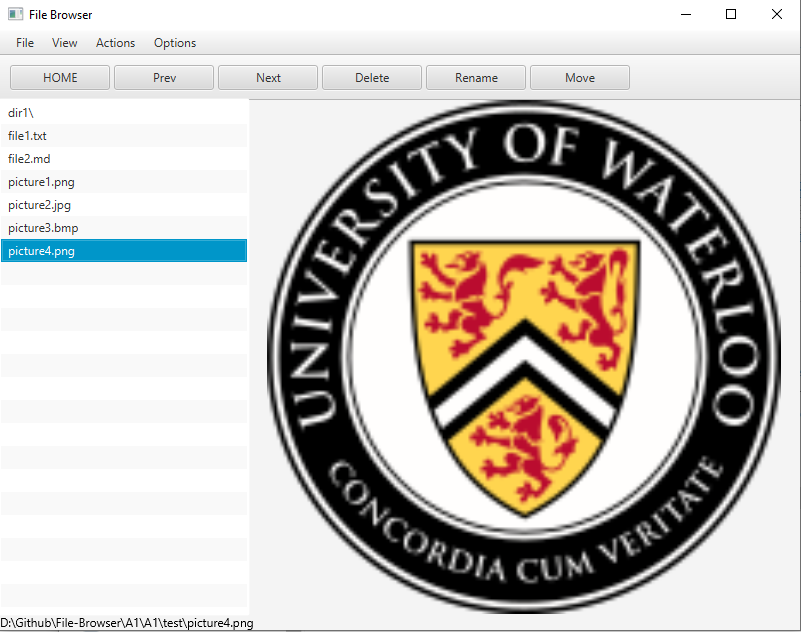 File Browser
File View Actions Options
HOME Prev Next Delete Rename Move
dir1\
file1.txt
file2.md
picture1.png
picture2.jpg
picture3.bmp
picture4.png
UNIVERSITY OF WATERLOO
CONCORDIA CUM VERITATE
D:\Github\File-Browser\A1\A1\test\picture4.png